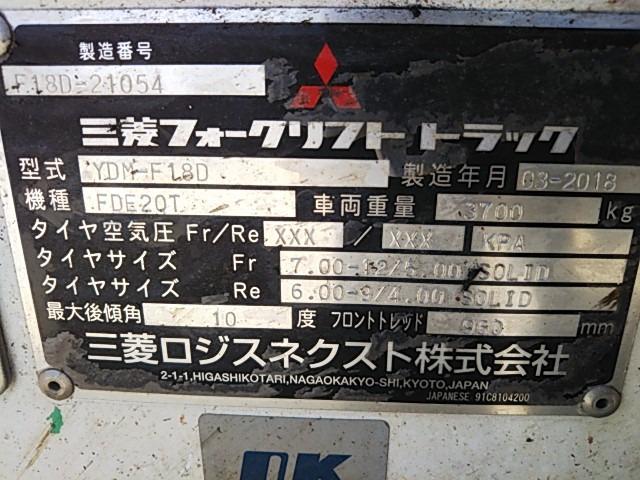 製造番号
F18D-21054
三菱フォークリフト トラック
型式 YDM-F18D 製造年月 03-2018
機種 FDE20T 車両重量 3700 kg
タイヤ空気圧 Fr/Re XXX / XXX KPA
タイヤサイズ Fr 7.00-12/5.00 SOLID
タイヤサイズ Re 6.00-9/4.00 SOLID
最大後傾角 10 度 フロントトレッド 960 mm
三菱ロジスネクスト株式会社
2-1-1,HIGASHIKOTARI,NAGAOKAKYO-SHI,KYOTO,JAPAN
JAPANESE 91C8104200